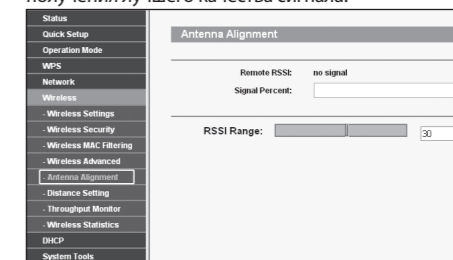 получения лучшего качества сигнала.
Status
Quick Setup
Operation Mode
WPS
Network
Wireless
- Wireless Settings
- Wireless Security
- Wireless MAC Filtering
- Wireless Advanced
- Antenna Alignment
- Distance Setting
- Throughput Monitor
- Wireless Statistics
DHCP
System Tools
Antenna Alignment
Remote RSSI: no signal
Signal Percent:
RSSI Range: 30